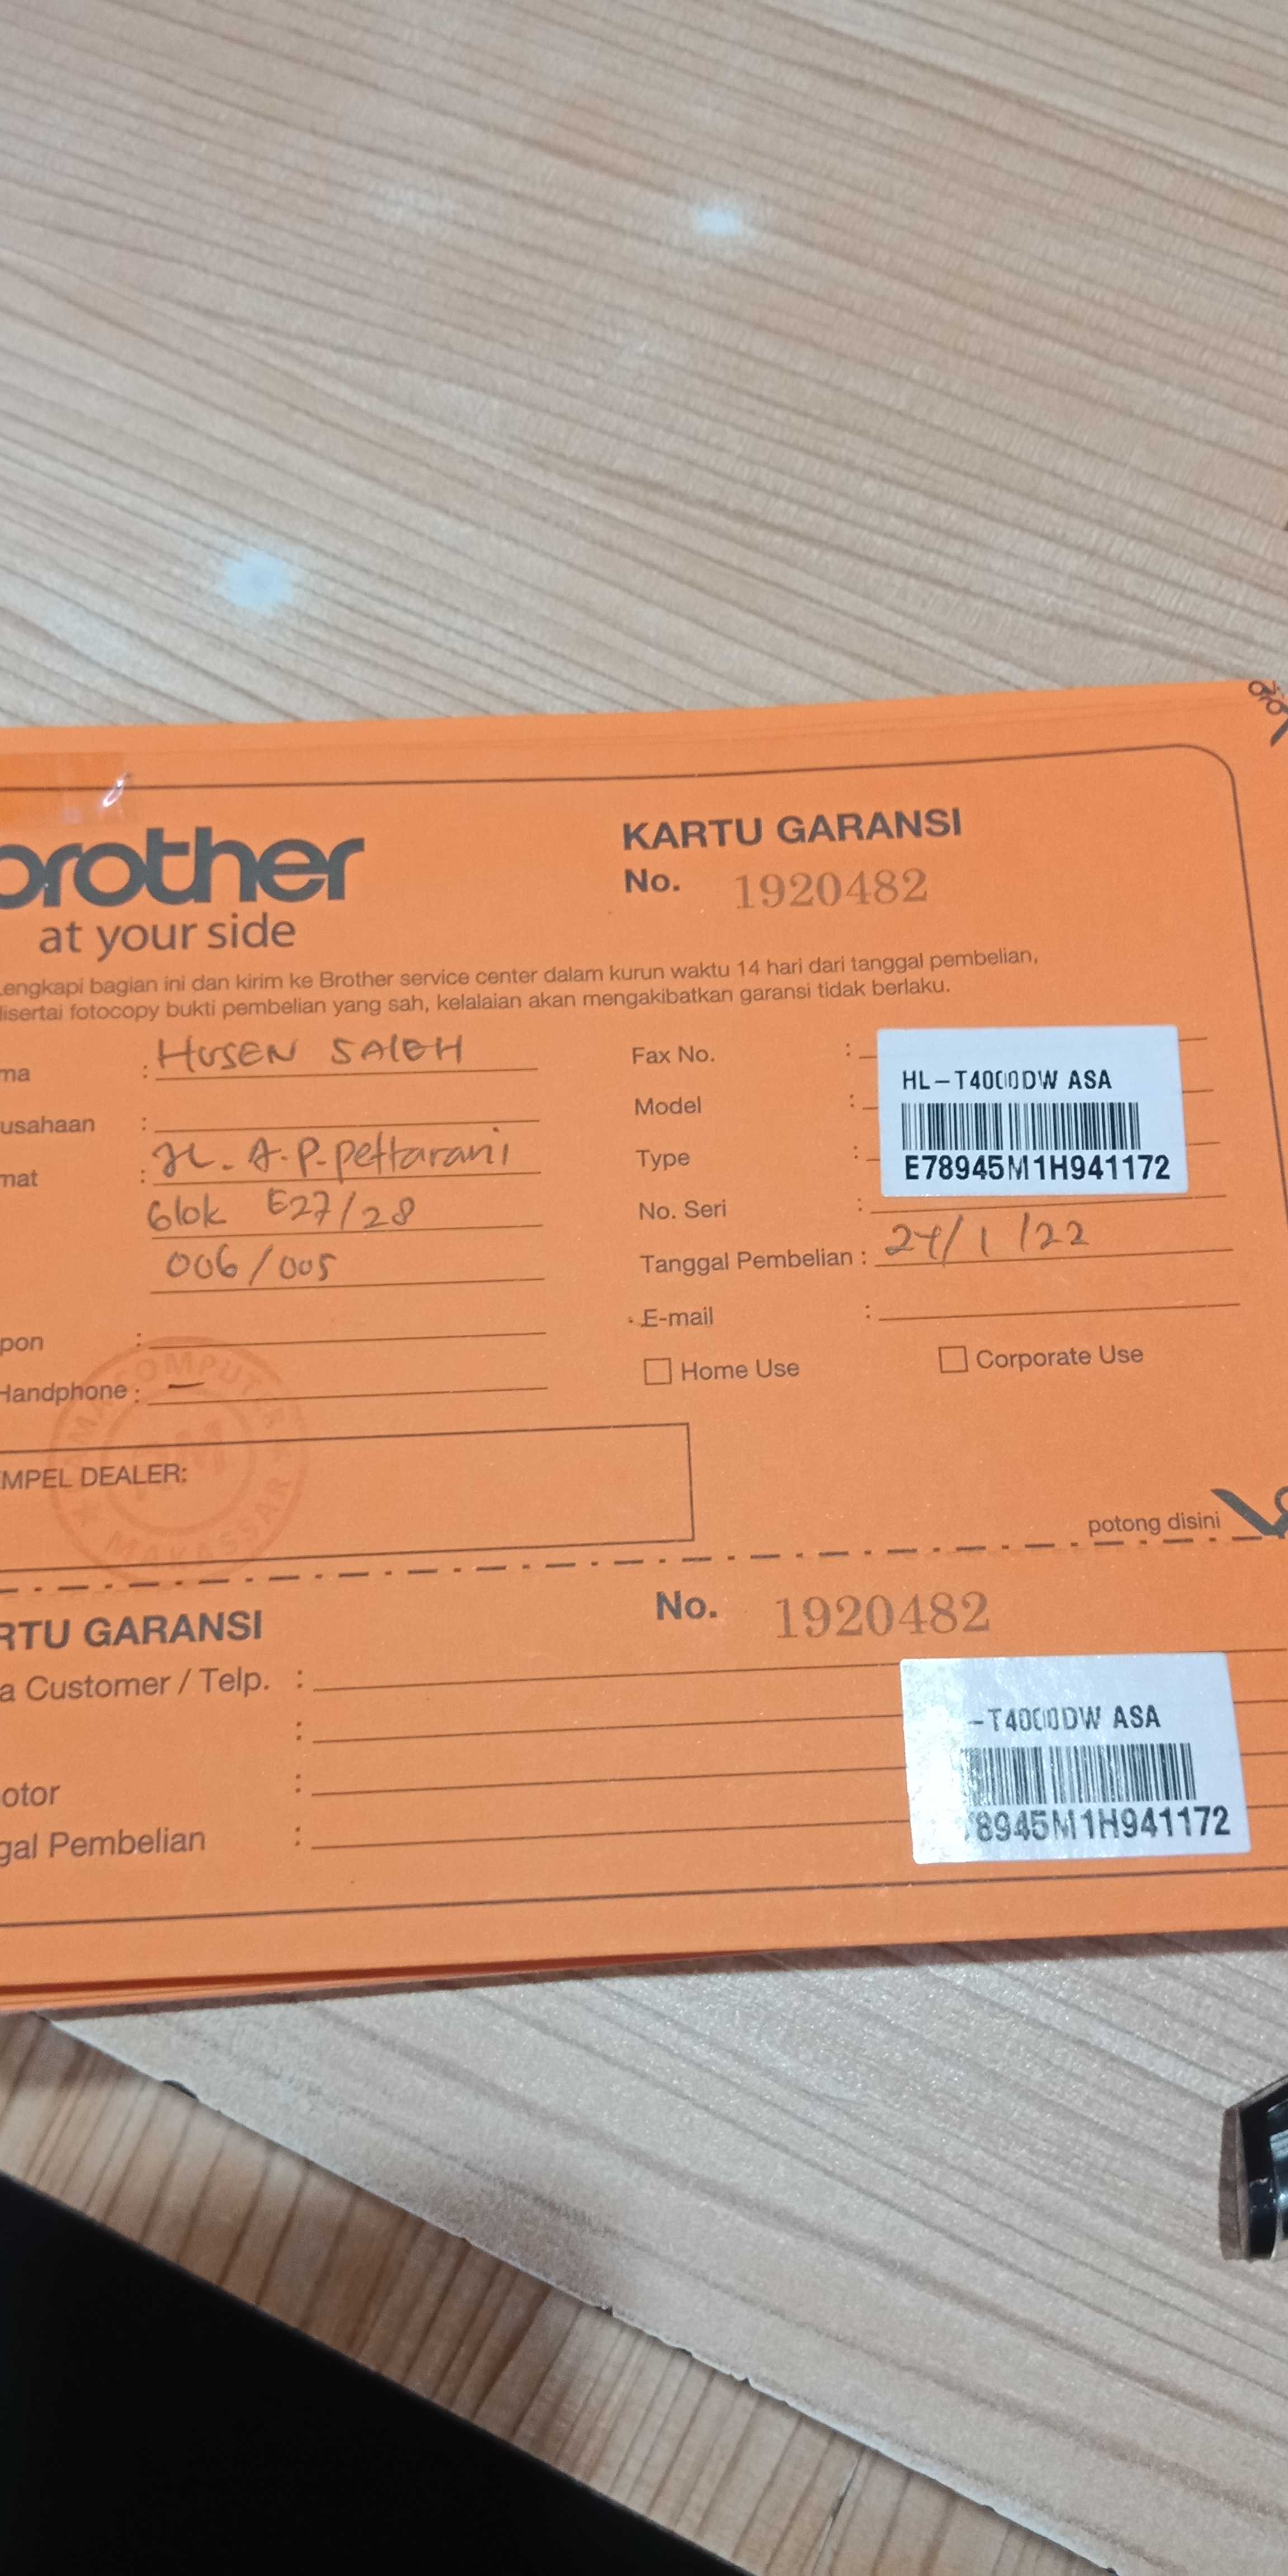 brother
at your side
KARTU GARANSI
No. 1920482
Lengkapi bagian ini dan kirim ke Brother service center dalam kurun waktu 14 hari dari tanggal pembelian,
disertai fotocopy bukti pembelian yang sah, kelalaian akan mengakibatkan garansi tidak berlaku.
ma : HUSEN SALEH
usahaan :
mat : JL. A.P. Pettarani
blok E27/28
006/005
pon :
Handphone : –
Fax No. :
Model :
Type :
No. Seri :
HL-T4000DW ASA
E78945M1H941172
Tanggal Pembelian : 24/1/22
E-mail :
Home Use
Corporate Use
MPEL DEALER:
COMPUTER
MAKASSAR
potong disini
RTU GARANSI
No. 1920482
a Customer / Telp. :
:
otor :
gal Pembelian :
-T4000DW ASA
78945M1H941172